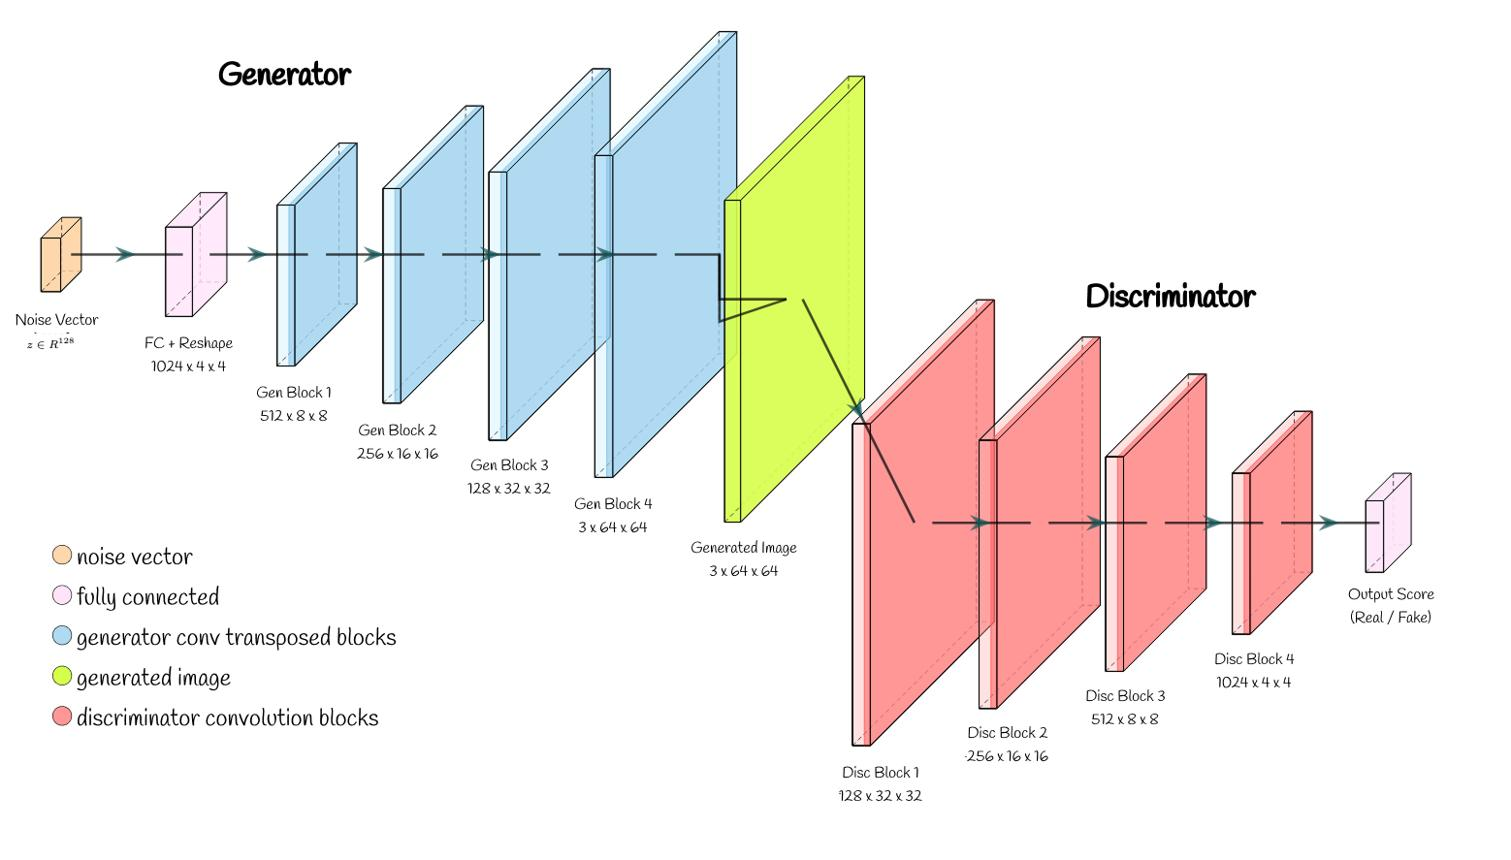 Generator
Noise Vector
z ∈ R¹²⁸
FC + Reshape
1024 x 4 x 4
Gen Block 1
512 x 8 x 8
Gen Block 2
256 x 16 x 16
Gen Block 3
128 x 32 x 32
Gen Block 4
3 x 64 x 64
Generated Image
3 x 64 x 64
Discriminator
Disc Block 1
128 x 32 x 32
Disc Block 2
256 x 16 x 16
Disc Block 3
512 x 8 x 8
Disc Block 4
1024 x 4 x 4
Output Score
(Real / Fake)
noise vector
fully connected
generator conv transposed blocks
generated image
discriminator convolution blocks